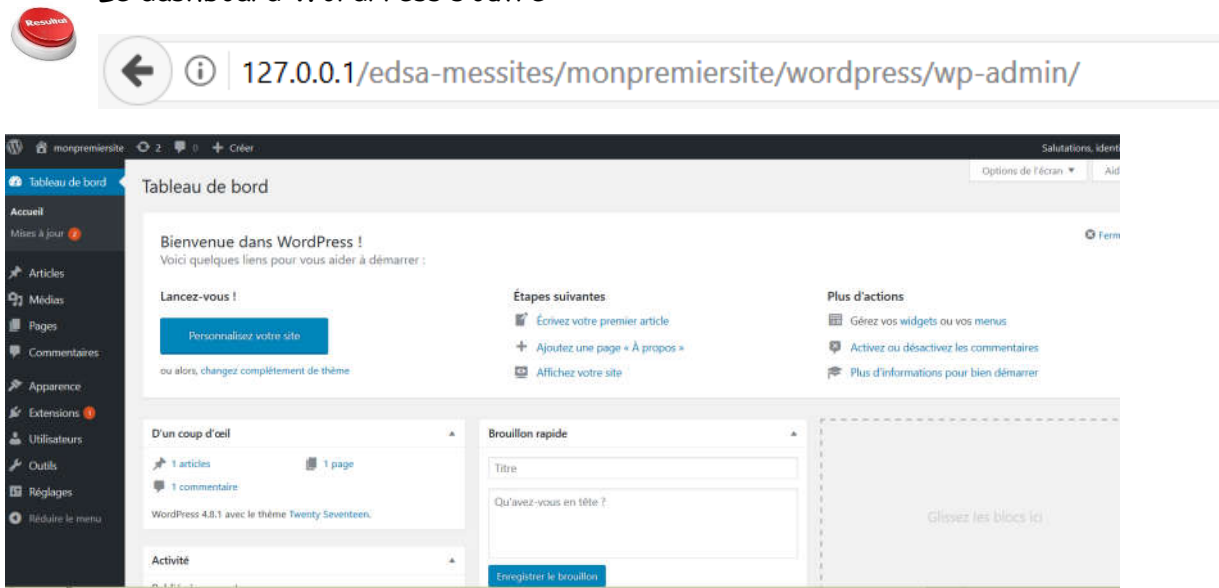 Le dashboard WordPress s'ouvre
Resultat
127.0.0.1/edsa-messites/monpremiersite/wordpress/wp-admin/
monpremiersite 2 0 + Créer
Salutations, identi
Tableau de bord
Accueil
Mises à jour 2
Articles
Médias
Pages
Commentaires
Apparence
Extensions 1
Utilisateurs
Outils
Réglages
Réduire le menu
Tableau de bord
Options de l'écran
Aid
Bienvenue dans WordPress !
Voici quelques liens pour vous aider à démarrer :
Ferm
Lancez-vous !
Personnalisez votre site
ou alors, changez complètement de thème
Étapes suivantes
Écrivez votre premier article
Ajoutez une page « À propos »
Affichez votre site
Plus d'actions
Gérez vos widgets ou vos menus
Activez ou désactivez les commentaires
Plus d'informations pour bien démarrer
D'un coup d'œil
1 articles
1 page
1 commentaire
WordPress 4.8.1 avec le thème Twenty Seventeen.
Activité
Brouillon rapide
Titre
Qu'avez-vous en tête ?
Enregistrer le brouillon
Glissez les blocs ici